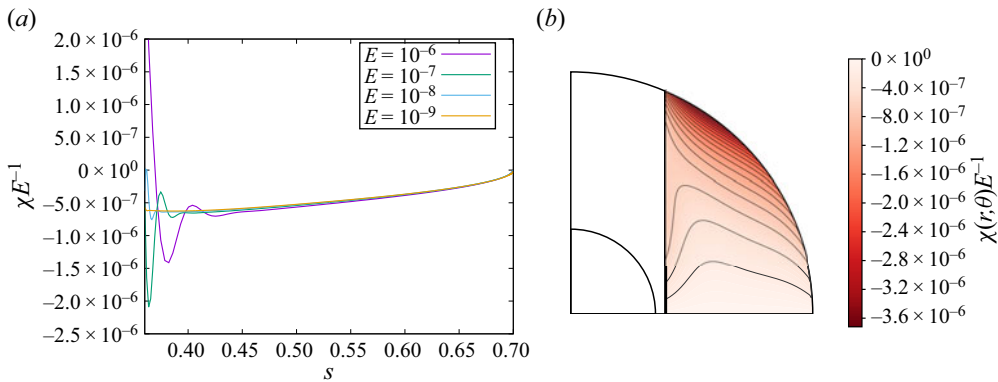 (a)
2.0 × 10⁻⁶
1.5 × 10⁻⁶
1.0 × 10⁻⁶
5.0 × 10⁻⁷
0 × 10⁰
−5.0 × 10⁻⁷
−1.0 × 10⁻⁶
−1.5 × 10⁻⁶
−2.0 × 10⁻⁶
−2.5 × 10⁻⁶
χE⁻¹
E = 10⁻⁶
E = 10⁻⁷
E = 10⁻⁸
E = 10⁻⁹
0.40 0.45 0.50 0.55 0.60 0.65 0.70
s
(b)
0 × 10⁰
−4.0 × 10⁻⁷
−8.0 × 10⁻⁷
−1.2 × 10⁻⁶
−1.6 × 10⁻⁶
−2.0 × 10⁻⁶
−2.4 × 10⁻⁶
−2.8 × 10⁻⁶
−3.2 × 10⁻⁶
−3.6 × 10⁻⁶
χ(r,θ)E⁻¹